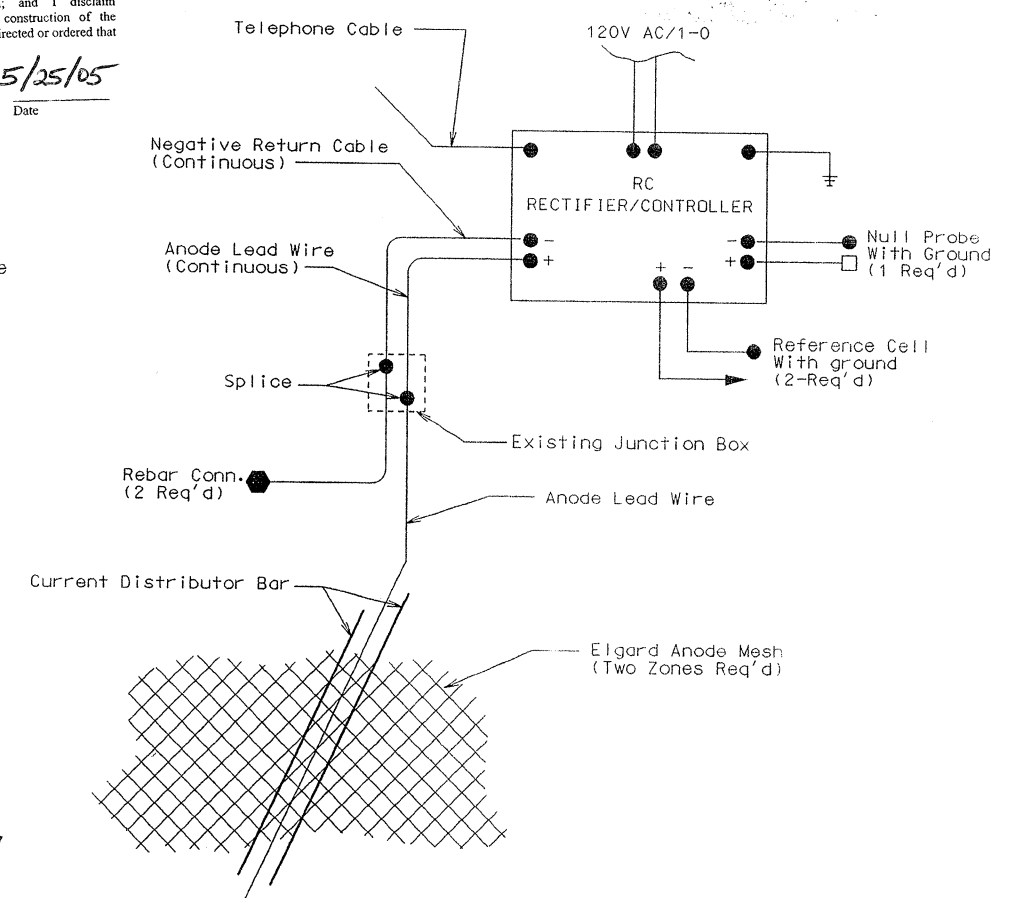 and I disclaim
construction of the
directed or ordered that
5/25/05
Date
Telephone Cable
120V AC/1-O
Negative Return Cable
(Continuous)
RC
RECTIFIER/CONTROLLER
Anode Lead Wire
(Continuous)
-
+
-
+
+ -
Null Probe
With Ground
(1 Req'd)
Reference Cell
With ground
(2-Req'd)
Splice
Existing Junction Box
Rebar Conn.
(2 Req'd)
Anode Lead Wire
Current Distributor Bar
Elgard Anode Mesh
(Two Zones Req'd)